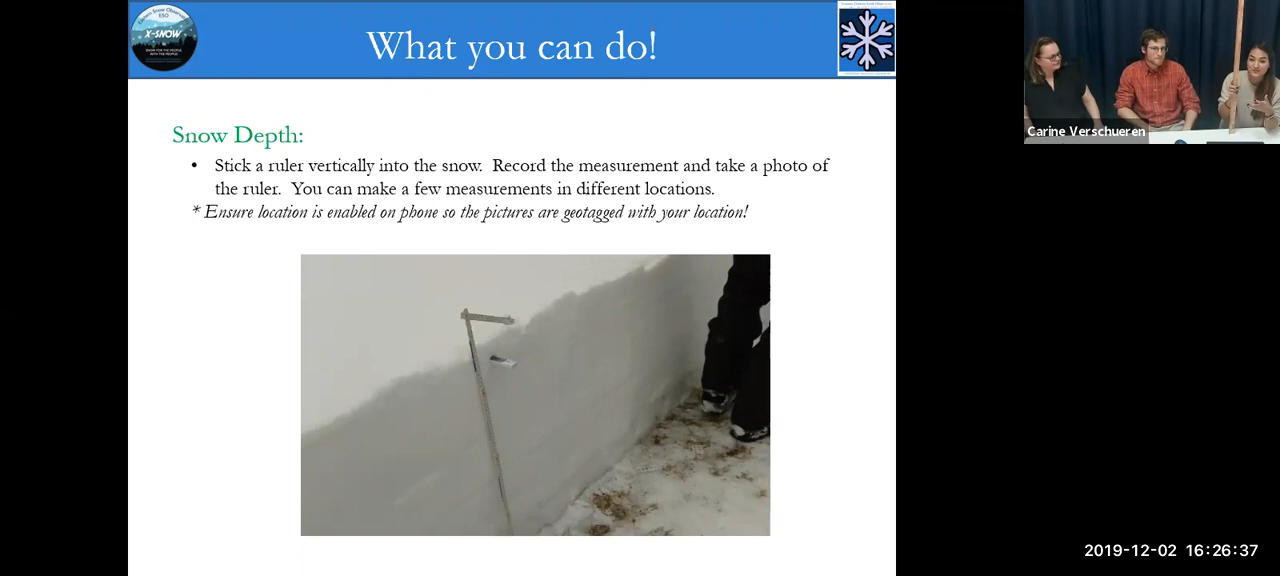 X-SNOW
What you can do!
Snow Depth:
• Stick a ruler vertically into the snow. Record the measurement and take a photo of
the ruler. You can make a few measurements in different locations.
* Ensure location is enabled on phone so the pictures are geotagged with your location!
Carine Verschueren
2019-12-02 16:26:37